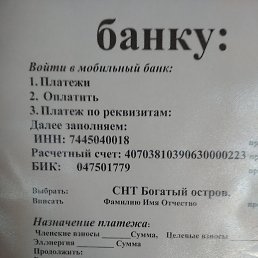 банку:
Войти в мобильный банк:
1. Платежи
2. Оплатить
3. Платеж по реквизитам:
Далее заполняем:
ИНН: 7445040018
Расчетный счет: 40703810390630000223
БИК: 047501779
Выбрать: СНТ Богатый остров.
Вписать Фамилию Имя Отчество
Назначение платежа:
Членские взносы ______ Сумма, Целевые взносы
Эл.энергия ______ Сумма
Продолжить: